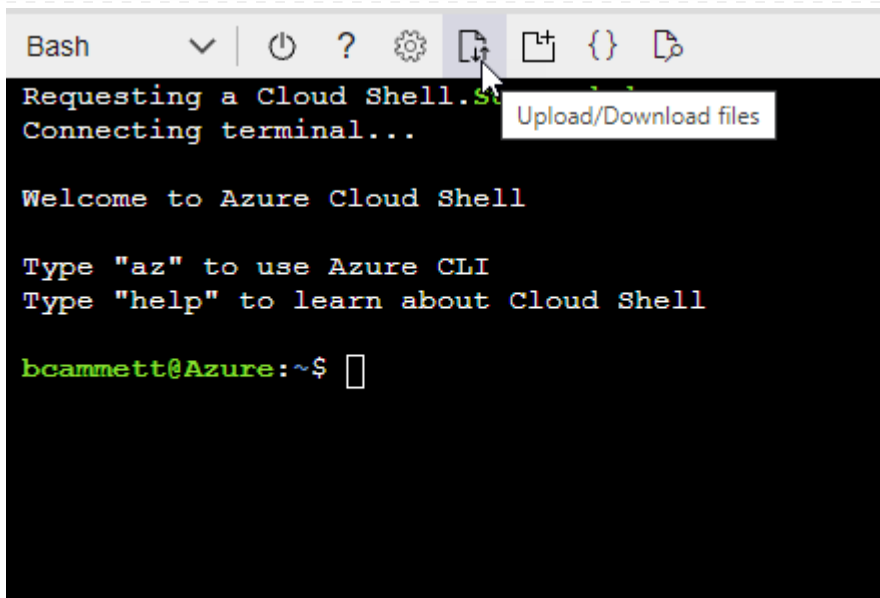 Bash ? {}
Requesting a Cloud Shell.
Upload/Download files
Connecting terminal...
Welcome to Azure Cloud Shell
Type "az" to use Azure CLI
Type "help" to learn about Cloud Shell
bcammett@Azure:~$